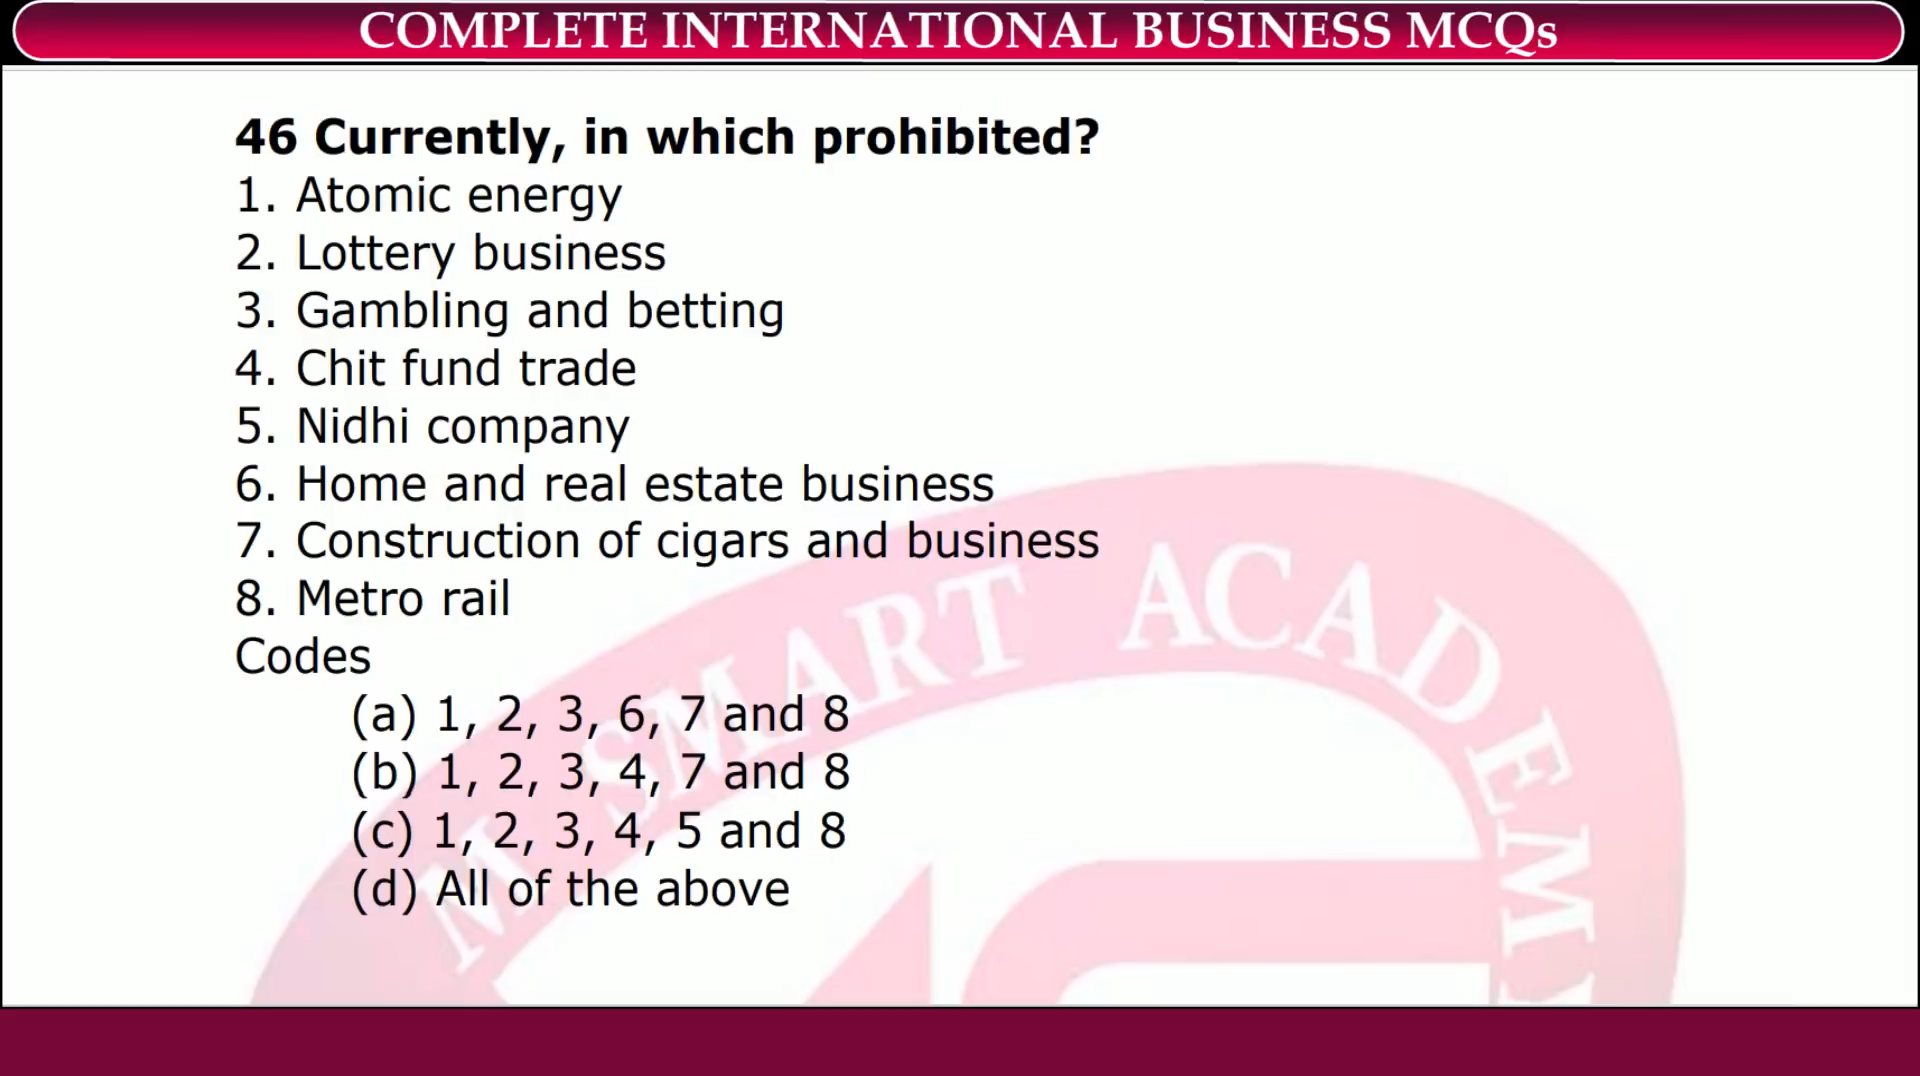 COMPLETE INTERNATIONAL BUSINESS MCQs
46 Currently, in which prohibited?
1. Atomic energy
2. Lottery business
3. Gambling and betting
4. Chit fund trade
5. Nidhi company
6. Home and real estate business
7. Construction of cigars and business
8. Metro rail
Codes
(a) 1, 2, 3, 6, 7 and 8
(b) 1, 2, 3, 4, 7 and 8
(c) 1, 2, 3, 4, 5 and 8
(d) All of the above
M SMART ACADEM